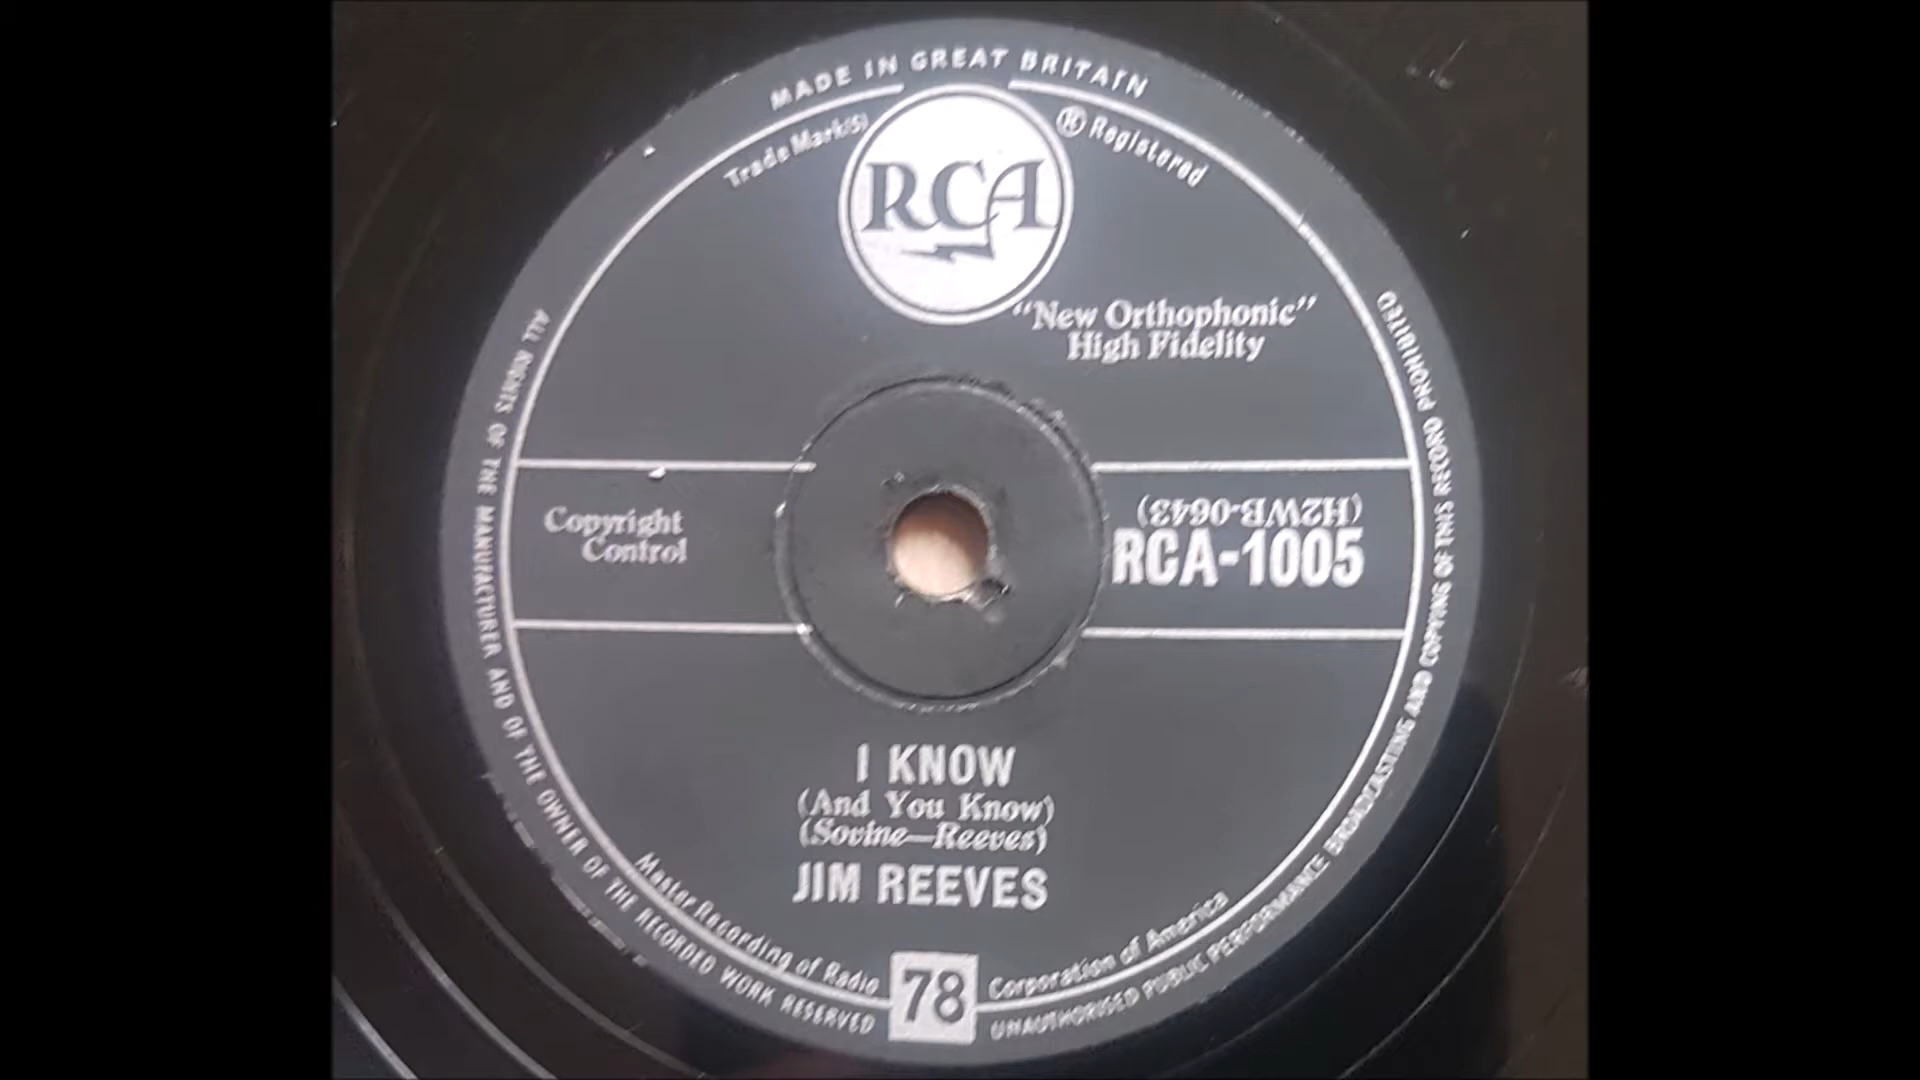 MADE IN GREAT BRITAIN
Trade Mark(s)
® Registered
RCA
"New Orthophonic"
High Fidelity
Copyright
Control
(H2WB-0643)
RCA-1005
I KNOW
(And You Know)
(Sovine—Reeves)
JIM REEVES
Master Recording of Radio Corporation of America
78
ALL RIGHTS OF THE MANUFACTURER AND OF THE OWNER OF THE RECORDED WORK RESERVED
UNAUTHORISED PUBLIC PERFORMANCE BROADCASTING AND COPYING OF THIS RECORD PROHIBITED